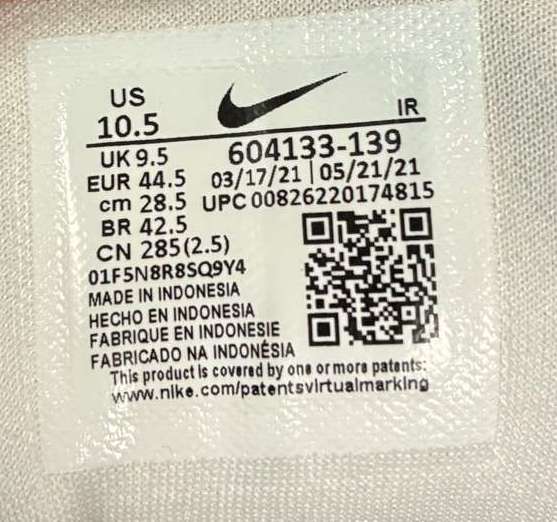 US
10.5
IR
UK 9.5
604133-139
EUR 44.5
03/17/21 | 05/21/21
cm 28.5
UPC 00826220174815
BR 42.5
CN 285(2.5)
01F5N8R8SQ9Y4
MADE IN INDONESIA
HECHO EN INDONESIA
FABRIQUE EN INDONESIE
FABRICADO NA INDONÉSIA
This product is covered by one or more patents:
www.nike.com/patentsvirtualmarking